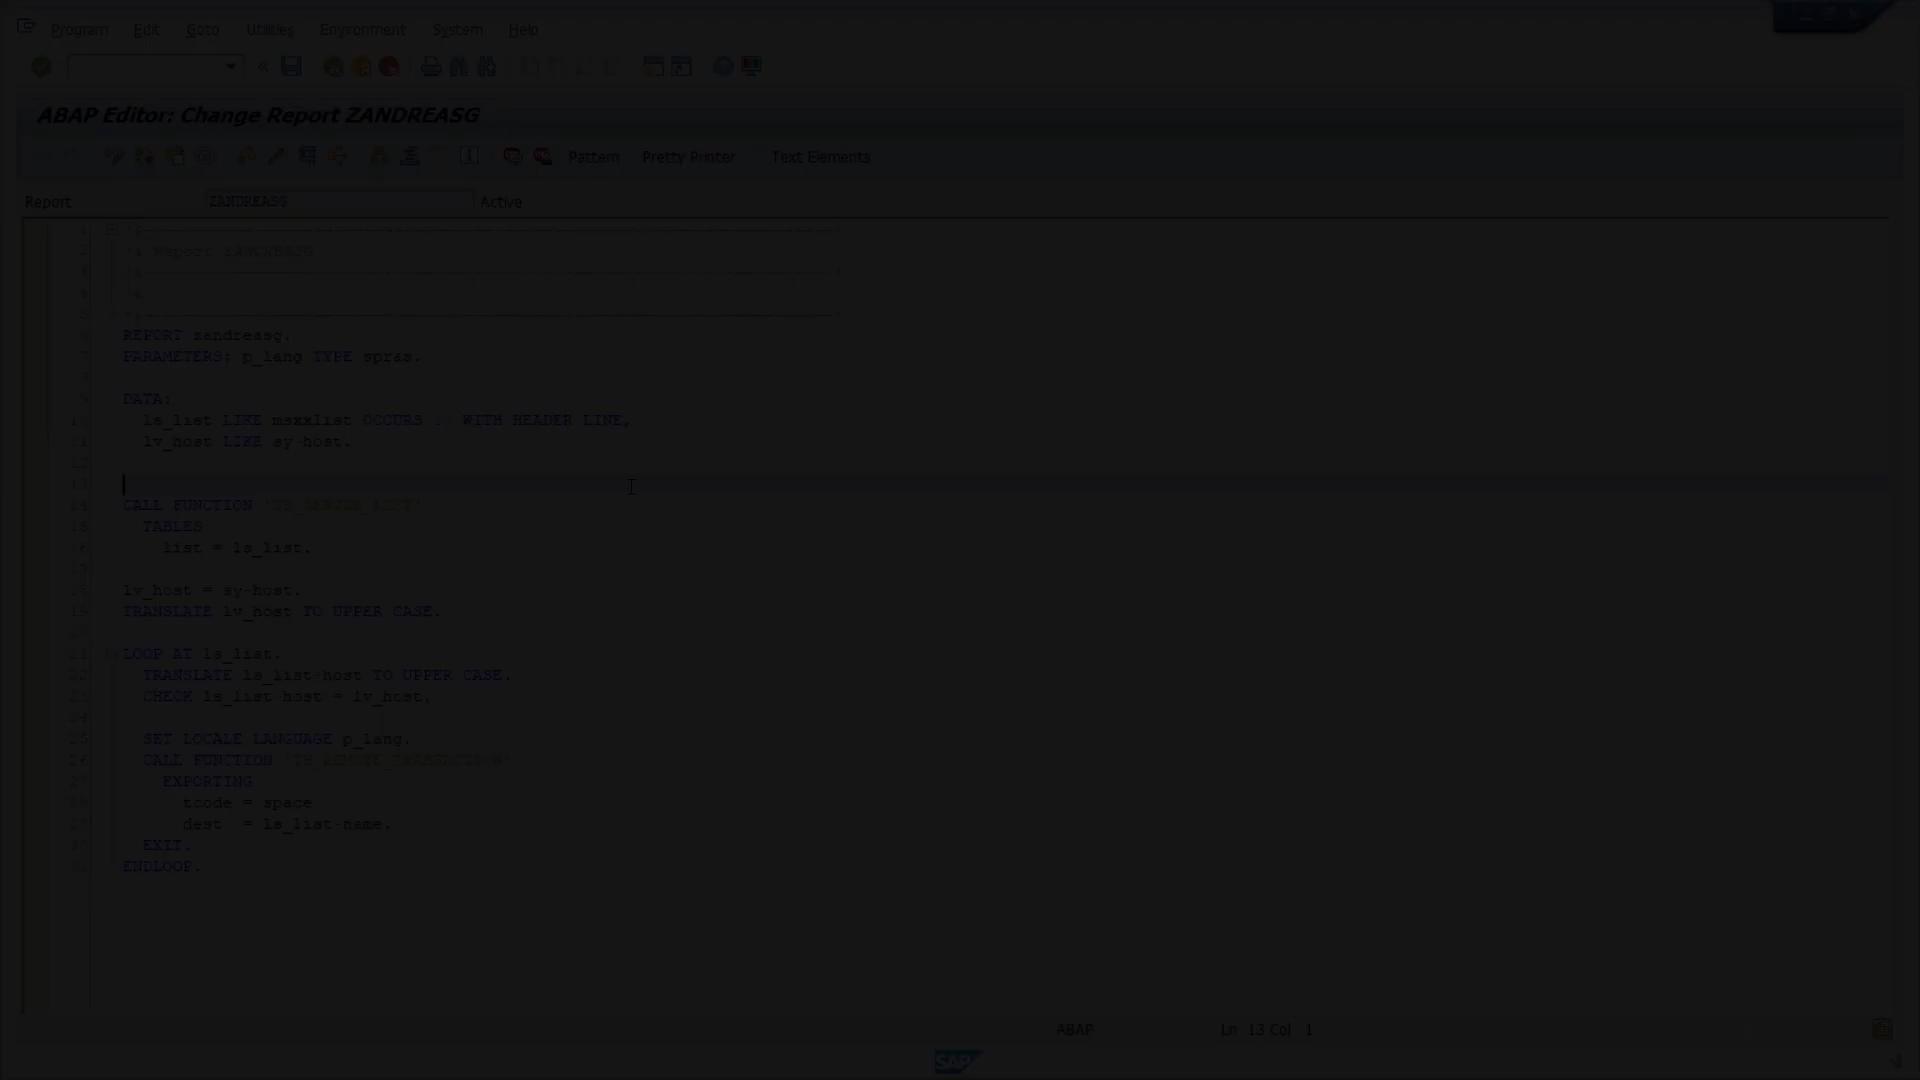 Program Edit Goto Utilities Environment System Help
ABAP Editor: Change Report ZANDREASG
Pattern Pretty Printer Text Elements
Report ZANDREASG Active
*& Report ZANDREASG
REPORT zandreasg.
PARAMETERS: p_lang TYPE spras.
DATA:
ls_list LIKE msxxlist OCCURS WITH HEADER LINE,
lv_host LIKE sy-host.
CALL FUNCTION 'TH_SERVER_LIST'
TABLES
list = ls_list.
lv_host = sy-host.
TRANSLATE lv_host TO UPPER CASE.
LOOP AT ls_list.
TRANSLATE ls_list-host TO UPPER CASE.
CHECK ls_list-host = lv_host.
SET LOCALE LANGUAGE p_lang.
CALL FUNCTION 'TH_REMOTE_TRANSACTION'
EXPORTING
tcode = space
dest = ls_list-name.
EXIT.
ENDLOOP.
ABAP Ln 13 Col 1
SAP